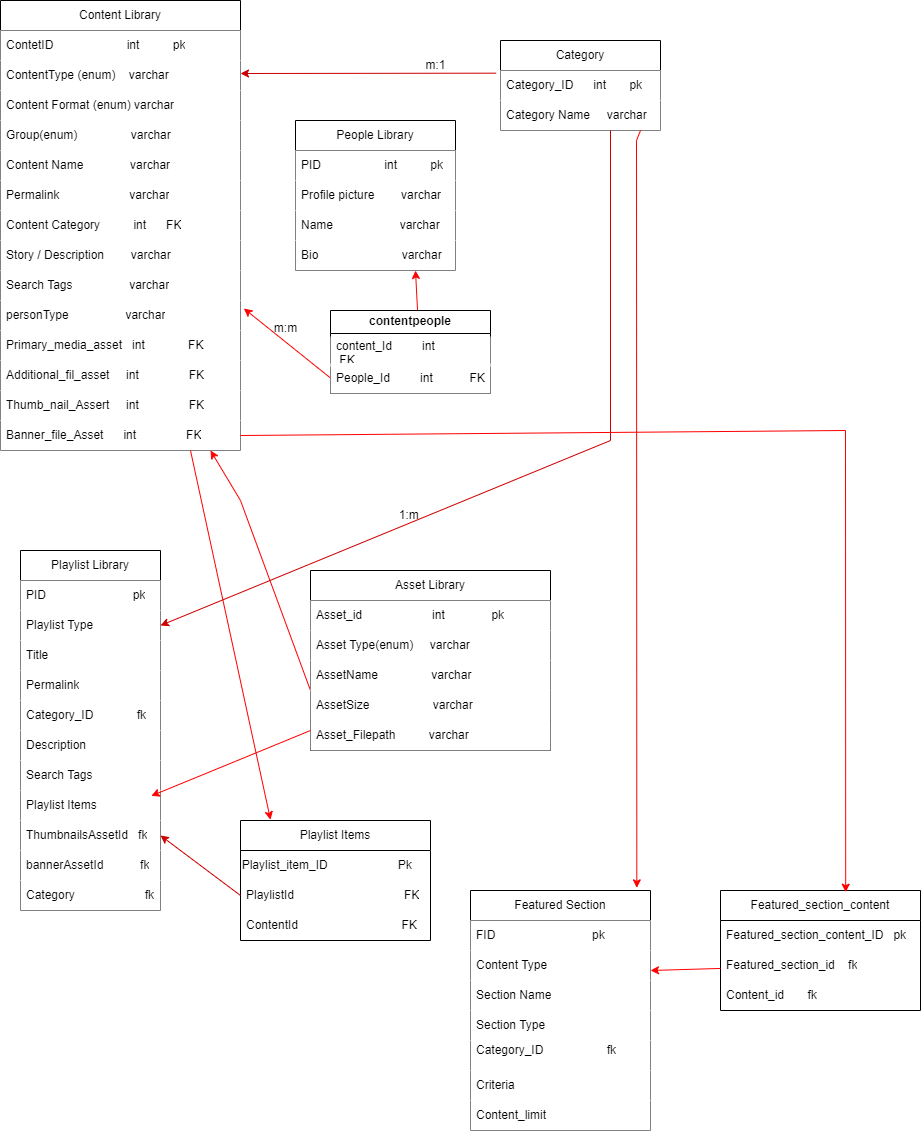 Content Library
ContetID int pk
ContentType (enum) varchar
Content Format (enum) varchar
Group(enum) varchar
Content Name varchar
Permalink varchar
Content Category int FK
Story / Description varchar
Search Tags varchar
personType varchar
Primary_media_asset int FK
Additional_fil_asset int FK
Thumb_nail_Assert int FK
Banner_file_Asset int FK
m:1
Category
Category_ID int pk
Category Name varchar
People Library
PID int pk
Profile picture varchar
Name varchar
Bio varchar
m:m
contentpeople
content_Id int
FK
People_Id int FK
1:m
Playlist Library
PID pk
Playlist Type
Title
Permalink
Category_ID fk
Description
Search Tags
Playlist Items
ThumbnailsAssetId fk
bannerAssetId fk
Category fk
Asset Library
Asset_id int pk
Asset Type(enum) varchar
AssetName varchar
AssetSize varchar
Asset_Filepath varchar
Playlist Items
Playlist_item_ID Pk
PlaylistId FK
ContentId FK
Featured Section
FID pk
Content Type
Section Name
Section Type
Category_ID fk
Criteria
Content_limit
Featured_section_content
Featured_section_content_ID pk
Featured_section_id fk
Content_id fk